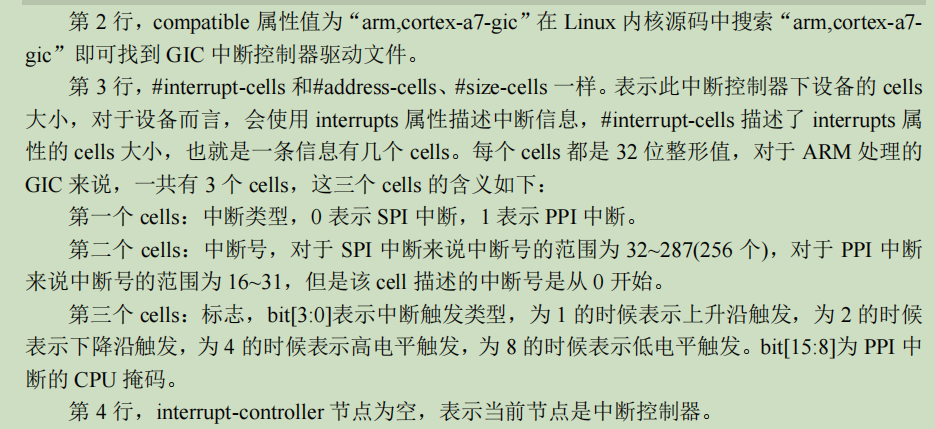 第 2 行，compatible 属性值为“arm,cortex-a7-gic”在 Linux 内核源码中搜索“arm,cortex-a7-
gic”即可找到 GIC 中断控制器驱动文件。
第 3 行，#interrupt-cells 和#address-cells、#size-cells 一样。表示此中断控制器下设备的 cells
大小，对于设备而言，会使用 interrupts 属性描述中断信息，#interrupt-cells 描述了 interrupts 属
性的 cells 大小，也就是一条信息有几个 cells。每个 cells 都是 32 位整形值，对于 ARM 处理的
GIC 来说，一共有 3 个 cells，这三个 cells 的含义如下：
第一个 cells：中断类型，0 表示 SPI 中断，1 表示 PPI 中断。
第二个 cells：中断号，对于 SPI 中断来说中断号的范围为 32~287(256 个)，对于 PPI 中断
来说中断号的范围为 16~31，但是该 cell 描述的中断号是从 0 开始。
第三个 cells：标志，bit[3:0]表示中断触发类型，为 1 的时候表示上升沿触发，为 2 的时候
表示下降沿触发，为 4 的时候表示高电平触发，为 8 的时候表示低电平触发。bit[15:8]为 PPI 中
断的 CPU 掩码。
第 4 行，interrupt-controller 节点为空，表示当前节点是中断控制器。